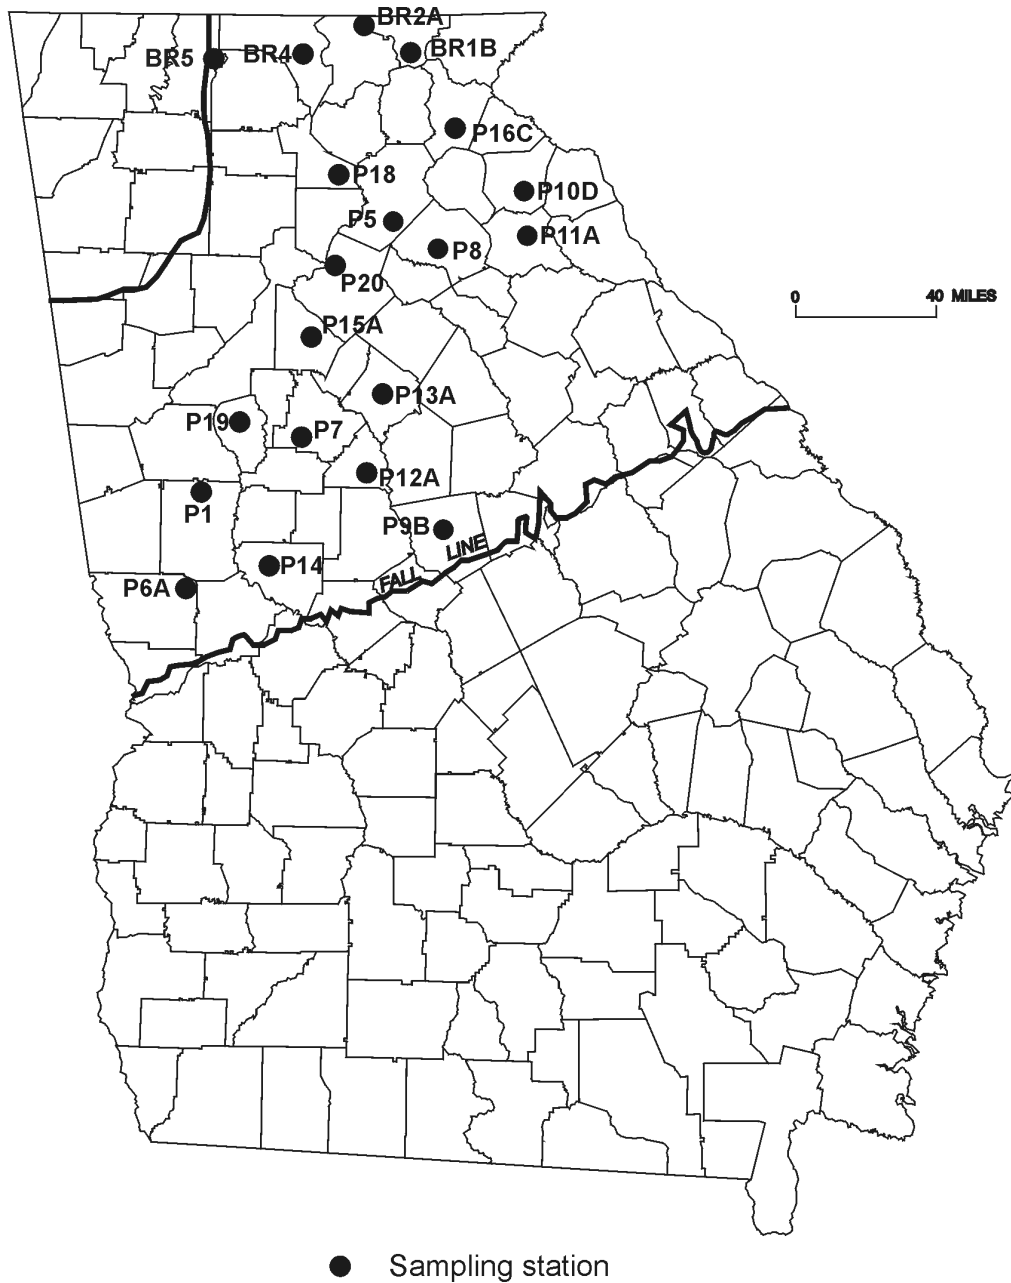 BR2A
BR5
BR4
BR1B
P16C
P18
P10D
P5
P11A
P8
P20
0 40 MILES
P15A
P13A
P19
P7
P12A
P1
P9B
FALL LINE
P14
P6A
Sampling station